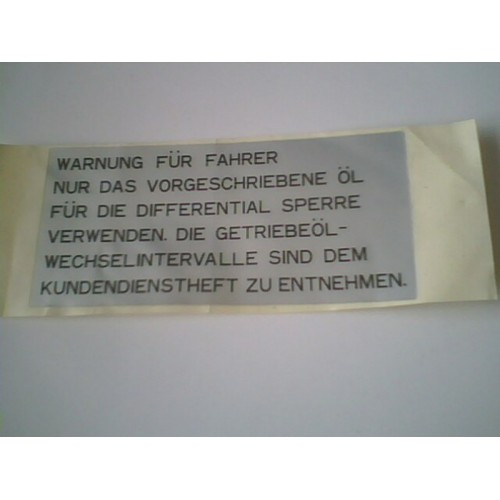 WARNUNG FÜR FAHRER
NUR DAS VORGESCHRIEBENE ÖL
FÜR DIE DIFFERENTIAL SPERRE
VERWENDEN. DIE GETRIEBEÖL-
WECHSELINTERVALLE SIND DEM
KUNDENDIENSTHEFT ZU ENTNEHMEN.